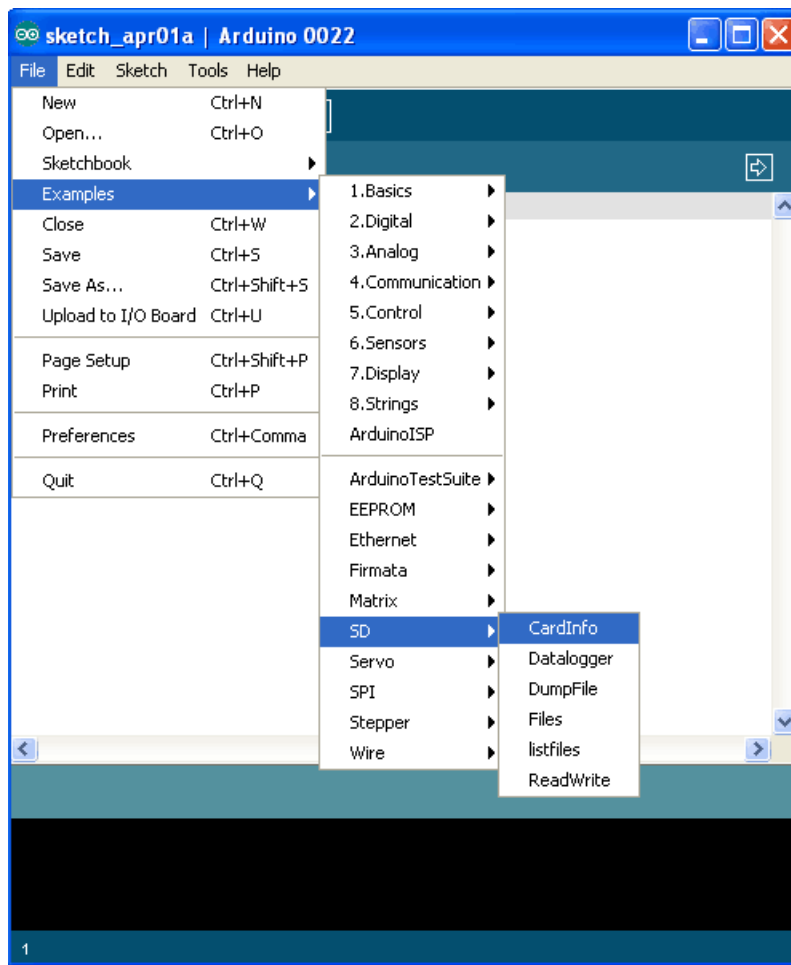 sketch_apr01a | Arduino 0022
File Edit Sketch Tools Help
New Ctrl+N
Open... Ctrl+O
Sketchbook
Examples
Close Ctrl+W
Save Ctrl+S
Save As... Ctrl+Shift+S
Upload to I/O Board Ctrl+U
Page Setup Ctrl+Shift+P
Print Ctrl+P
Preferences Ctrl+Comma
Quit Ctrl+Q
1.Basics
2.Digital
3.Analog
4.Communication
5.Control
6.Sensors
7.Display
8.Strings
ArduinoISP
ArduinoTestSuite
EEPROM
Ethernet
Firmata
Matrix
SD
Servo
SPI
Stepper
Wire
CardInfo
Datalogger
DumpFile
Files
listfiles
ReadWrite
1